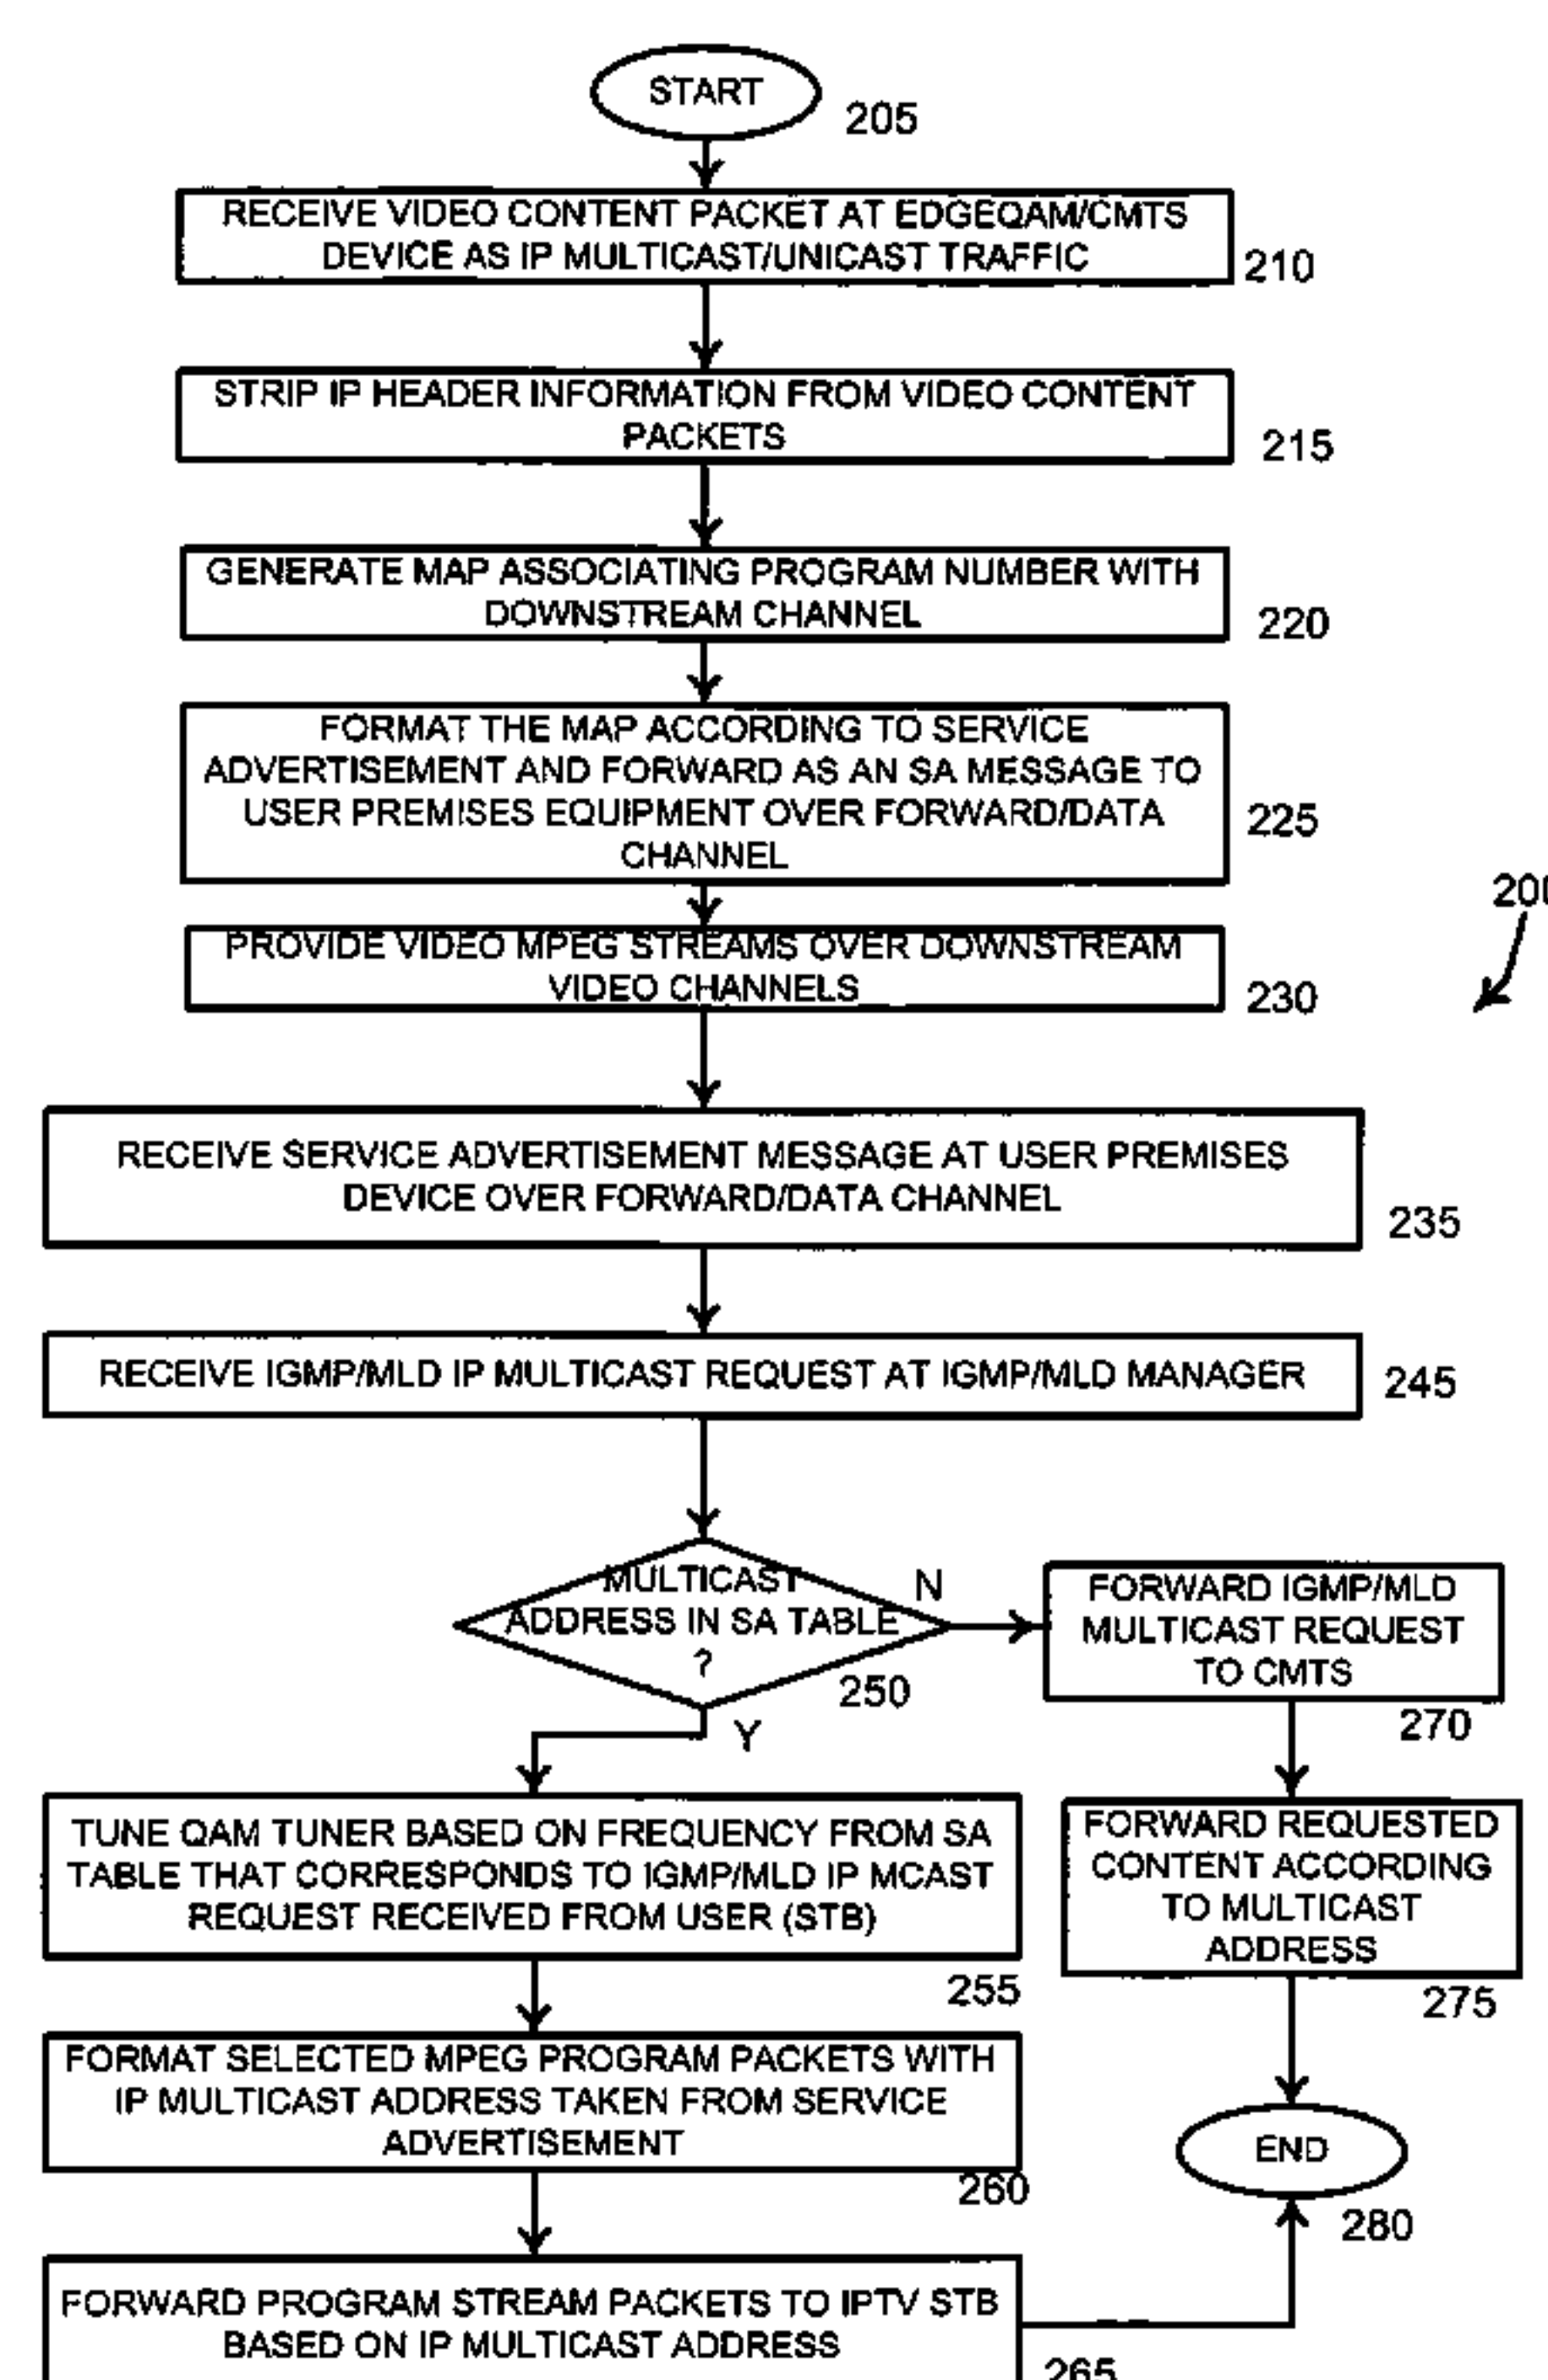 START
205
RECEIVE VIDEO CONTENT PACKET AT EDGEQAM/CMTS
DEVICE AS IP MULTICAST/UNICAST TRAFFIC
210
STRIP IP HEADER INFORMATION FROM VIDEO CONTENT
PACKETS
215
GENERATE MAP ASSOCIATING PROGRAM NUMBER WITH
DOWNSTREAM CHANNEL
220
FORMAT THE MAP ACCORDING TO SERVICE
ADVERTISEMENT AND FORWARD AS AN SA MESSAGE TO
USER PREMISES EQUIPMENT OVER FORWARD/DATA
CHANNEL
225
200
PROVIDE VIDEO MPEG STREAMS OVER DOWNSTREAM
VIDEO CHANNELS
230
RECEIVE SERVICE ADVERTISEMENT MESSAGE AT USER PREMISES
DEVICE OVER FORWARD/DATA CHANNEL
235
RECEIVE IGMP/MLD IP MULTICAST REQUEST AT IGMP/MLD MANAGER
245
MULTICAST
ADDRESS IN SA TABLE
?
250
N
Y
FORWARD IGMP/MLD
MULTICAST REQUEST
TO CMTS
270
TUNE QAM TUNER BASED ON FREQUENCY FROM SA
TABLE THAT CORRESPONDS TO IGMP/MLD IP MCAST
REQUEST RECEIVED FROM USER (STB)
255
FORWARD REQUESTED
CONTENT ACCORDING
TO MULTICAST
ADDRESS
275
FORMAT SELECTED MPEG PROGRAM PACKETS WITH
IP MULTICAST ADDRESS TAKEN FROM SERVICE
ADVERTISEMENT
260
END
280
FORWARD PROGRAM STREAM PACKETS TO IPTV STB
BASED ON IP MULTICAST ADDRESS
265